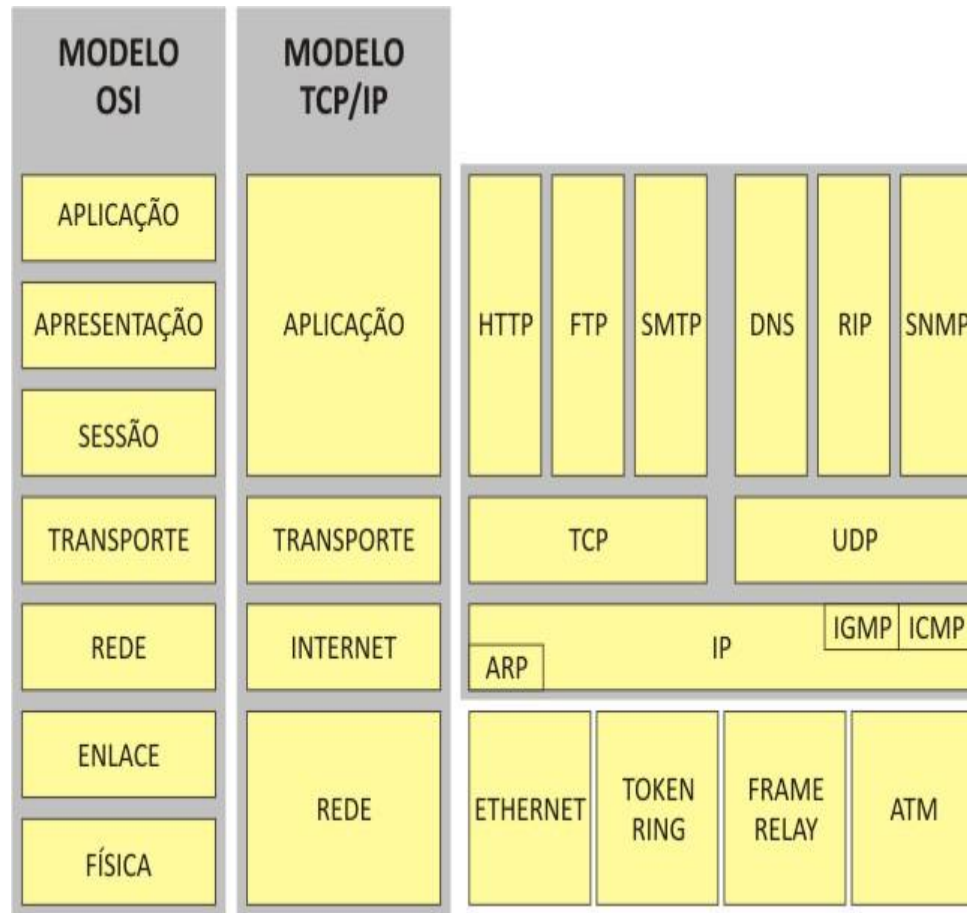 MODELO
OSI
MODELO
TCP/IP
APLICAÇÃO
APRESENTAÇÃO
SESSÃO
TRANSPORTE
REDE
ENLACE
FÍSICA
APLICAÇÃO
TRANSPORTE
INTERNET
REDE
HTTP
FTP
SMTP
DNS
RIP
SNMP
TCP
UDP
IP
ARP
IGMP
ICMP
ETHERNET
TOKEN
RING
FRAME
RELAY
ATM